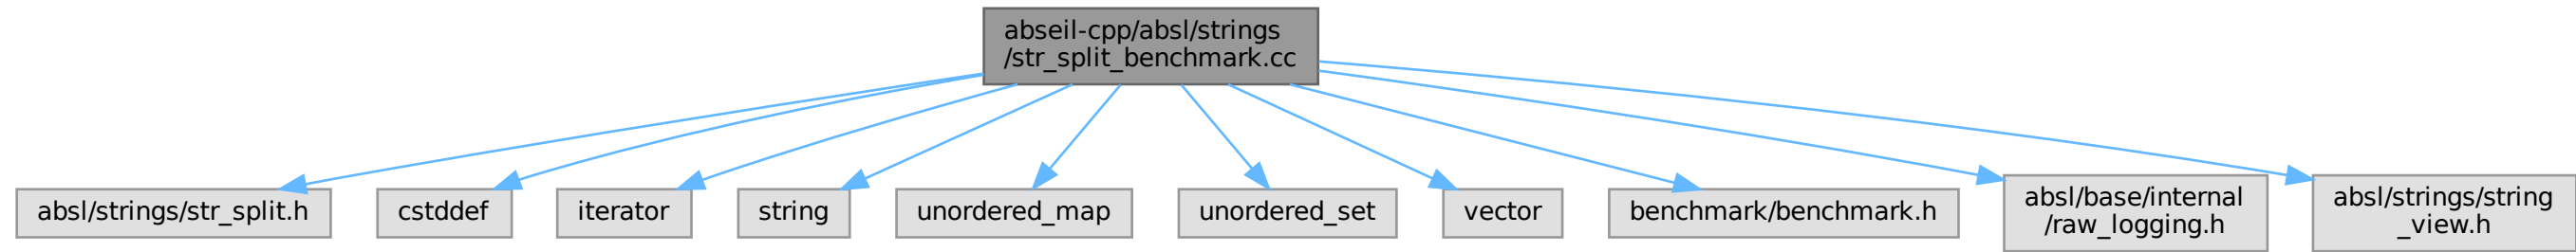 abseil-cpp/absl/strings
/str_split_benchmark.cc
absl/strings/str_split.h
cstddef
iterator
string
unordered_map
unordered_set
vector
benchmark/benchmark.h
absl/base/internal
/raw_logging.h
absl/strings/string
_view.h